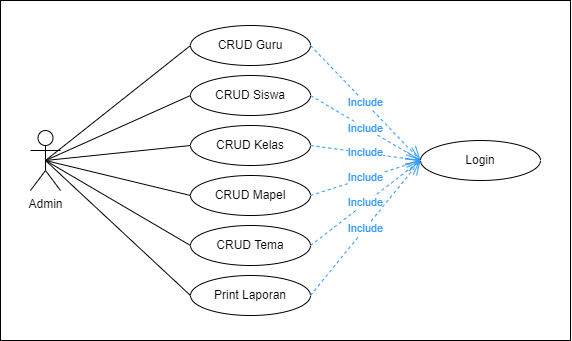 CRUD Guru
Include
CRUD Siswa
Include
CRUD Kelas
Include
Login
Admin
Include
CRUD Mapel
Include
CRUD Tema
Include
Print Laporan